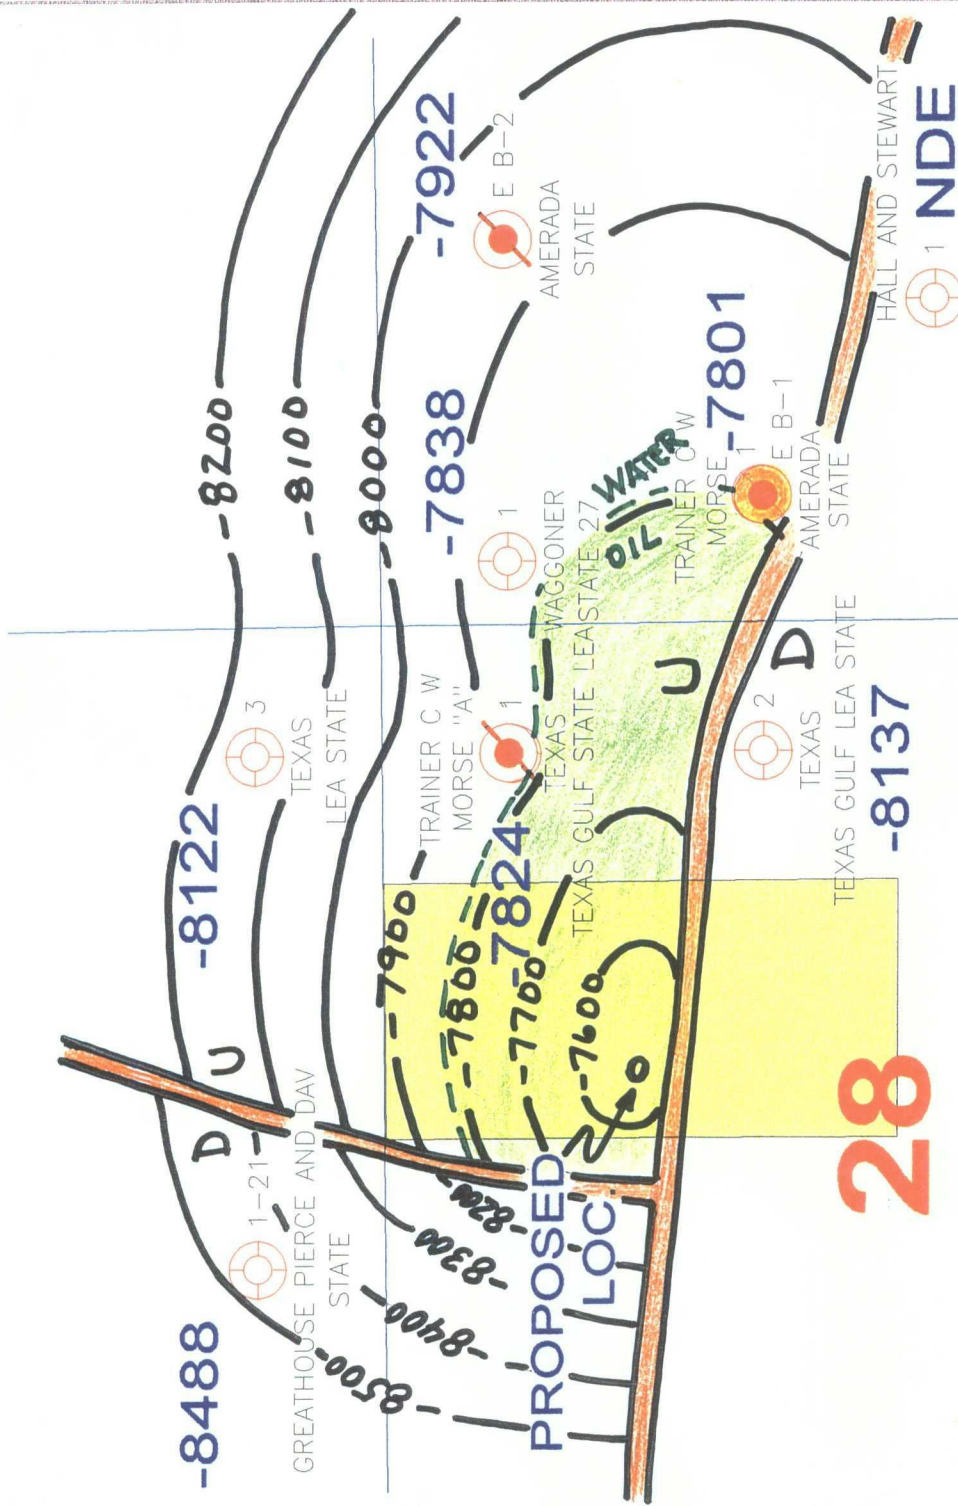 -8488
-8122
GREATHOUSE PIERCE AND DAV
STATE
1-21
D
U
3
TEXAS
LEA STATE
-8200
-8100
-8000
-7900
-7800
-7700
-7600
-8200
-8300
-8400
-8500
TRAINER C W
MORSE "A"
1
-7824
-7838
1
TEXAS WAGGONER
TEXAS GULF STATE LEASTATE 27
-7922
E B-2
AMERADA
STATE
OIL
WATER
TRAINER C W
MORSE 1
-7801
E B-1
AMERADA
STATE
PROPOSED
LOC.
U
D
2
TEXAS
TEXAS GULF LEA STATE
-8137
28
HALL AND STEWART
1
NDE